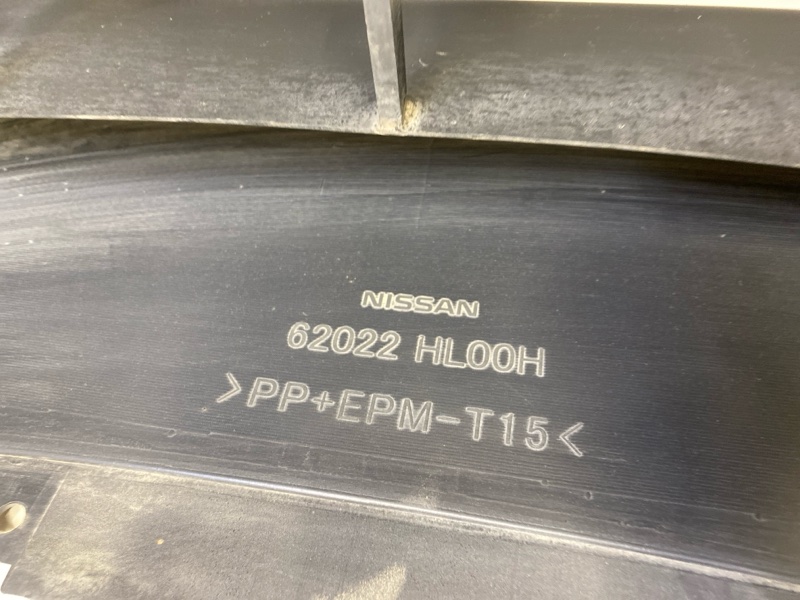 NISSAN
62022 HL00H
>PP+EPM-T15<